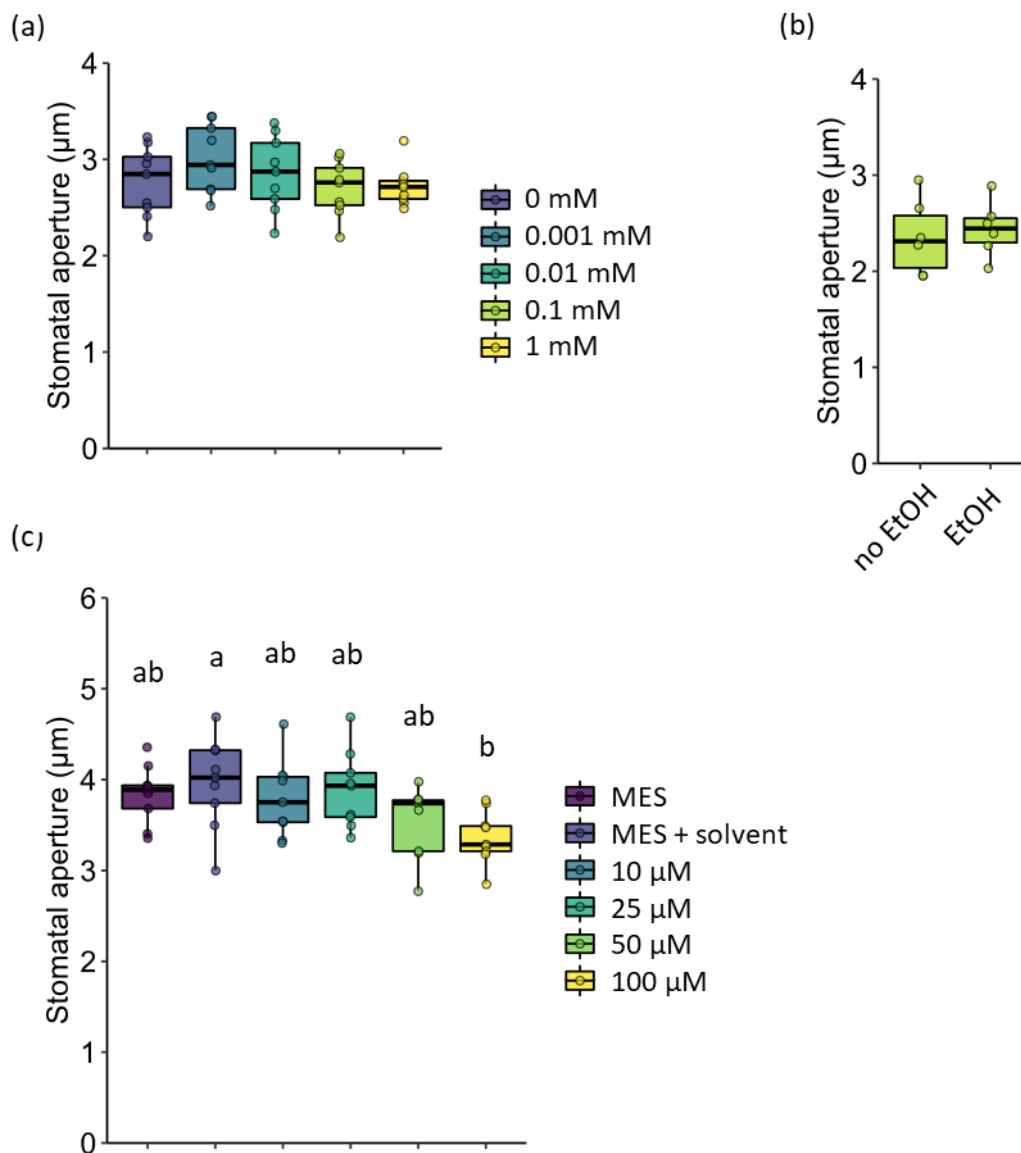 (a)
Stomatal aperture (µm)
4
3
2
1
0
0 mM
0.001 mM
0.01 mM
0.1 mM
1 mM
(b)
Stomatal aperture (µm)
4
3
2
1
0
no EtOH
EtOH
(c)
Stomatal aperture (µm)
6
5
4
3
2
1
0
ab
a
ab
ab
ab
b
MES
MES + solvent
10 µM
25 µM
50 µM
100 µM